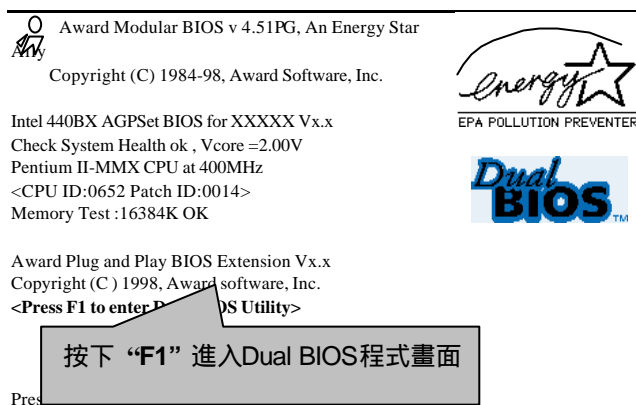 Award Modular BIOS v 4.51PG, An Energy Star
Ally
Copyright (C) 1984-98, Award Software, Inc.
energy
EPA POLLUTION PREVENTER
Intel 440BX AGPSet BIOS for XXXXX Vx.x
Check System Health ok , Vcore =2.00V
Pentium II-MMX CPU at 400MHz
<CPU ID:0652 Patch ID:0014>
Memory Test :16384K OK
Dual
BIOS TM
Award Plug and Play BIOS Extension Vx.x
Copyright (C ) 1998, Award software, Inc.
<Press F1 to enter OS Utility>
按下 “F1” 進入Dual BIOS程式畫面
Pres